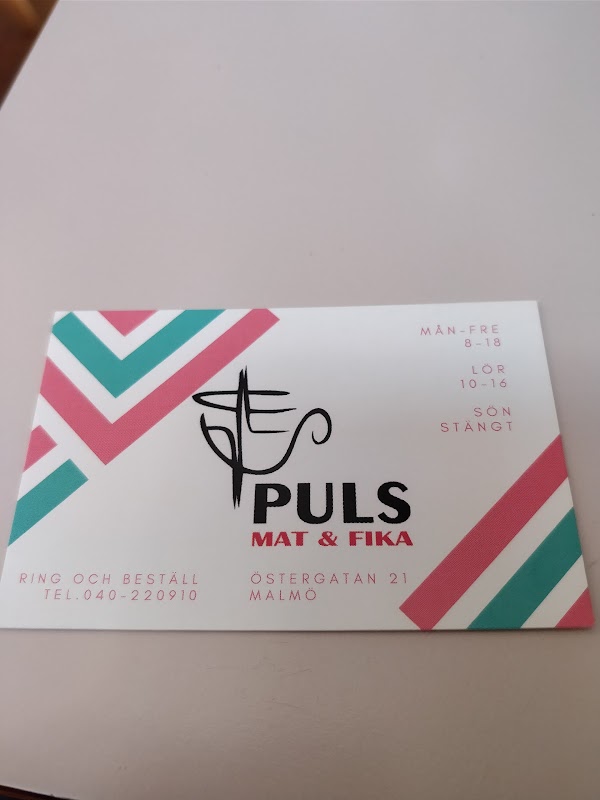 MÅN-FRE
8-18
LÖR
10-16
SÖN
STÄNGT
PULS
MAT & FIKA
RING OCH BESTÄLL
TEL.040-220910
ÖSTERGATAN 21
MALMÖ